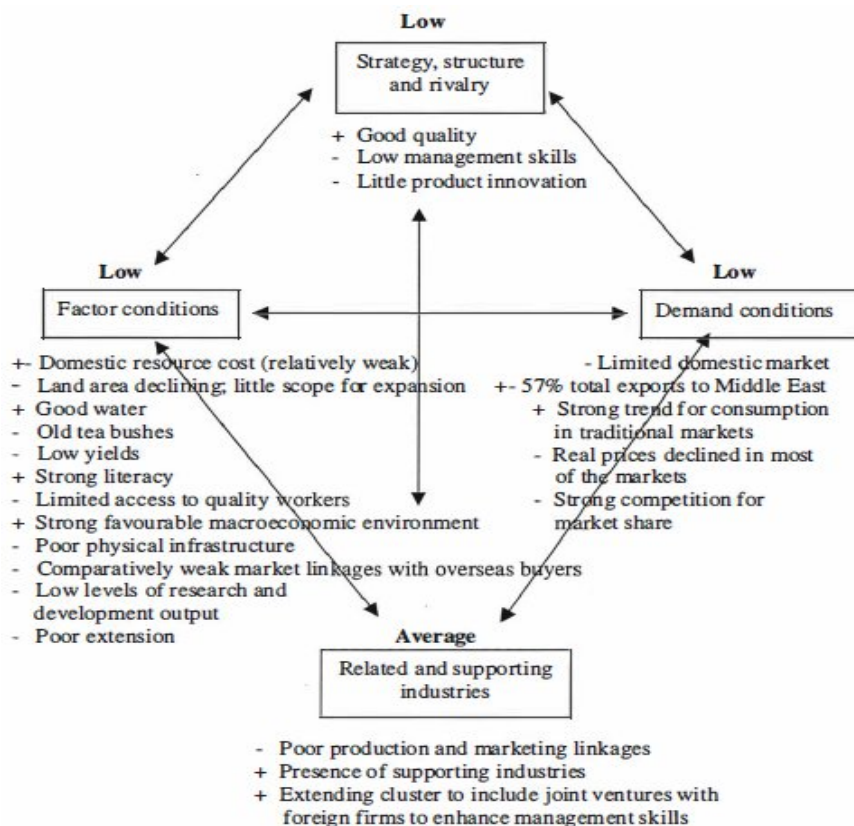 Low
Strategy, structure
and rivalry
+ Good quality
- Low management skills
- Little product innovation
Low
Factor conditions
+- Domestic resource cost (relatively weak)
- Land area declining; little scope for expansion
+ Good water
- Old tea bushes
- Low yields
+ Strong literacy
- Limited access to quality workers
+ Strong favourable macroeconomic environment
- Poor physical infrastructure
- Comparatively weak market linkages with overseas buyers
- Low levels of research and
development output
- Poor extension
Low
Demand conditions
- Limited domestic market
+- 57% total exports to Middle East
+ Strong trend for consumption
in traditional markets
- Real prices declined in most
of the markets
- Strong competition for
market share
Average
Related and supporting
industries
- Poor production and marketing linkages
+ Presence of supporting industries
+ Extending cluster to include joint ventures with
foreign firms to enhance management skills